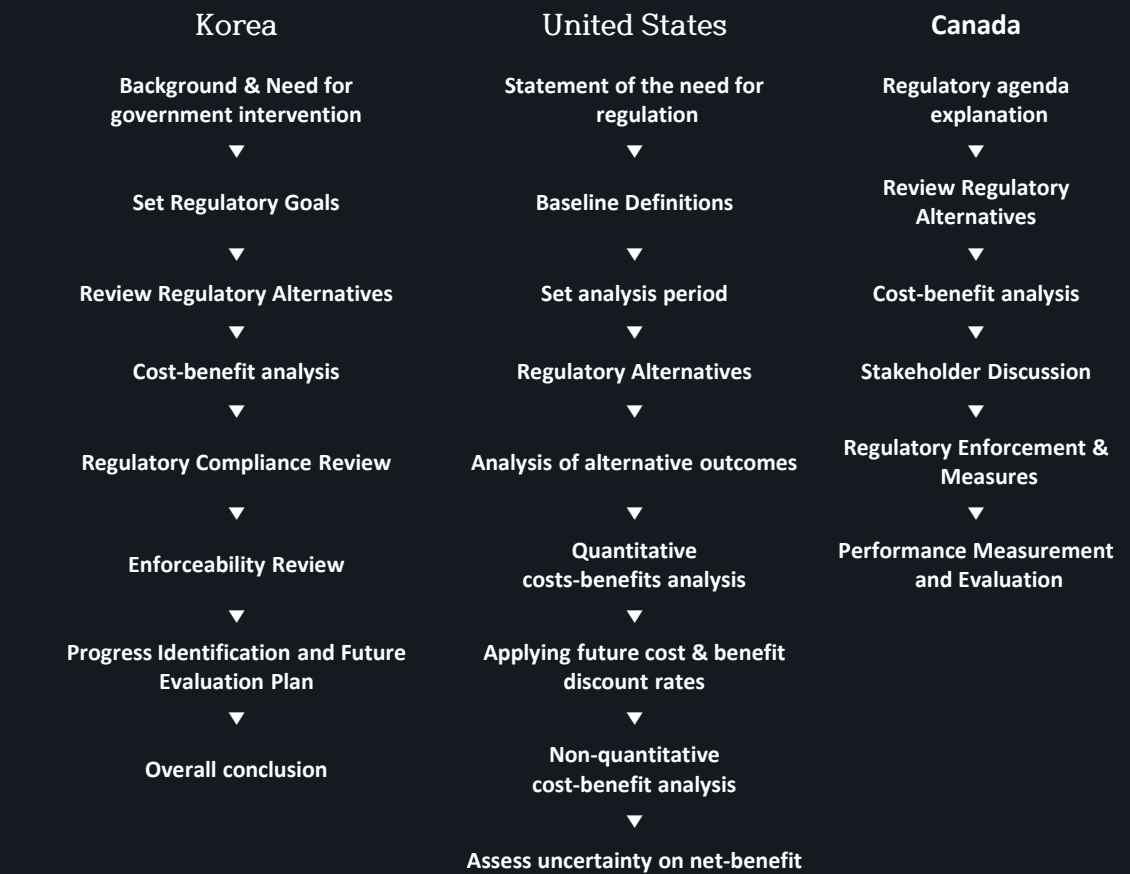 Korea
Background & Need for
government intervention
▼
Set Regulatory Goals
▼
Review Regulatory Alternatives
▼
Cost-benefit analysis
▼
Regulatory Compliance Review
▼
Enforceability Review
▼
Progress Identification and Future
Evaluation Plan
▼
Overall conclusion
United States
Statement of the need for
regulation
▼
Baseline Definitions
▼
Set analysis period
▼
Regulatory Alternatives
▼
Analysis of alternative outcomes
▼
Quantitative
costs-benefits analysis
▼
Applying future cost & benefit
discount rates
▼
Non-quantitative
cost-benefit analysis
▼
Assess uncertainty on net-benefit
Canada
Regulatory agenda
explanation
▼
Review Regulatory
Alternatives
▼
Cost-benefit analysis
▼
Stakeholder Discussion
▼
Regulatory Enforcement &
Measures
▼
Performance Measurement
and Evaluation